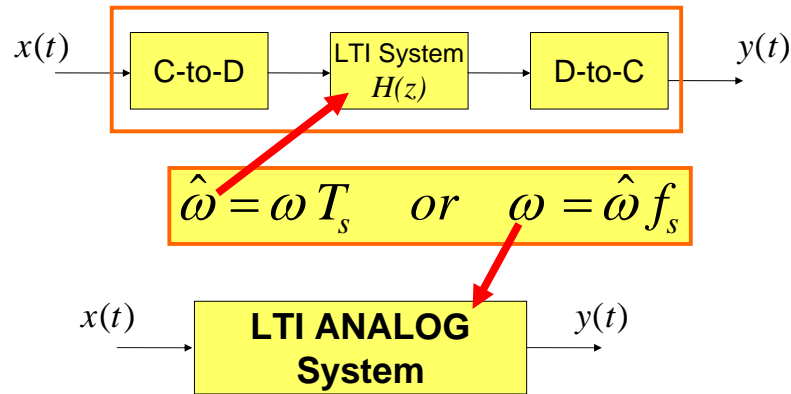 x(t)
C-to-D
LTI System
H(z)
D-to-C
y(t)
ω̂ = ω Tₛ or ω = ω̂ fₛ
x(t)
LTI ANALOG
System
y(t)